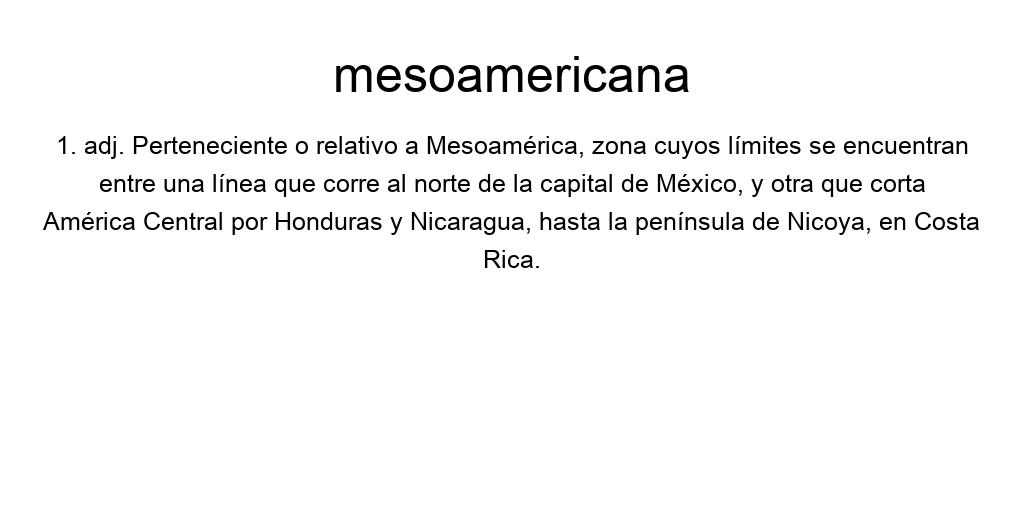 mesoamericana
1. adj. Perteneciente o relativo a Mesoamérica, zona cuyos límites se encuentran
entre una línea que corre al norte de la capital de México, y otra que corta
América Central por Honduras y Nicaragua, hasta la península de Nicoya, en Costa
Rica.